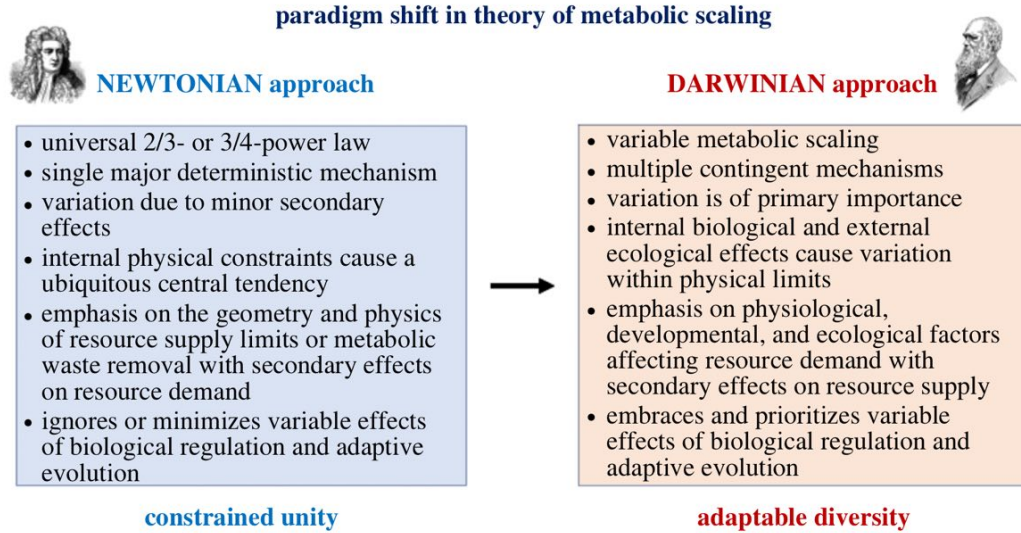 paradigm shift in theory of metabolic scaling
NEWTONIAN approach
• universal 2/3- or 3/4-power law
• single major deterministic mechanism
• variation due to minor secondary
effects
• internal physical constraints cause a
ubiquitous central tendency
• emphasis on the geometry and physics
of resource supply limits or metabolic
waste removal with secondary effects
on resource demand
• ignores or minimizes variable effects
of biological regulation and adaptive
evolution
constrained unity
DARWINIAN approach
• variable metabolic scaling
• multiple contingent mechanisms
• variation is of primary importance
• internal biological and external
ecological effects cause variation
within physical limits
• emphasis on physiological,
developmental, and ecological factors
affecting resource demand with
secondary effects on resource supply
• embraces and prioritizes variable
effects of biological regulation and
adaptive evolution
adaptable diversity